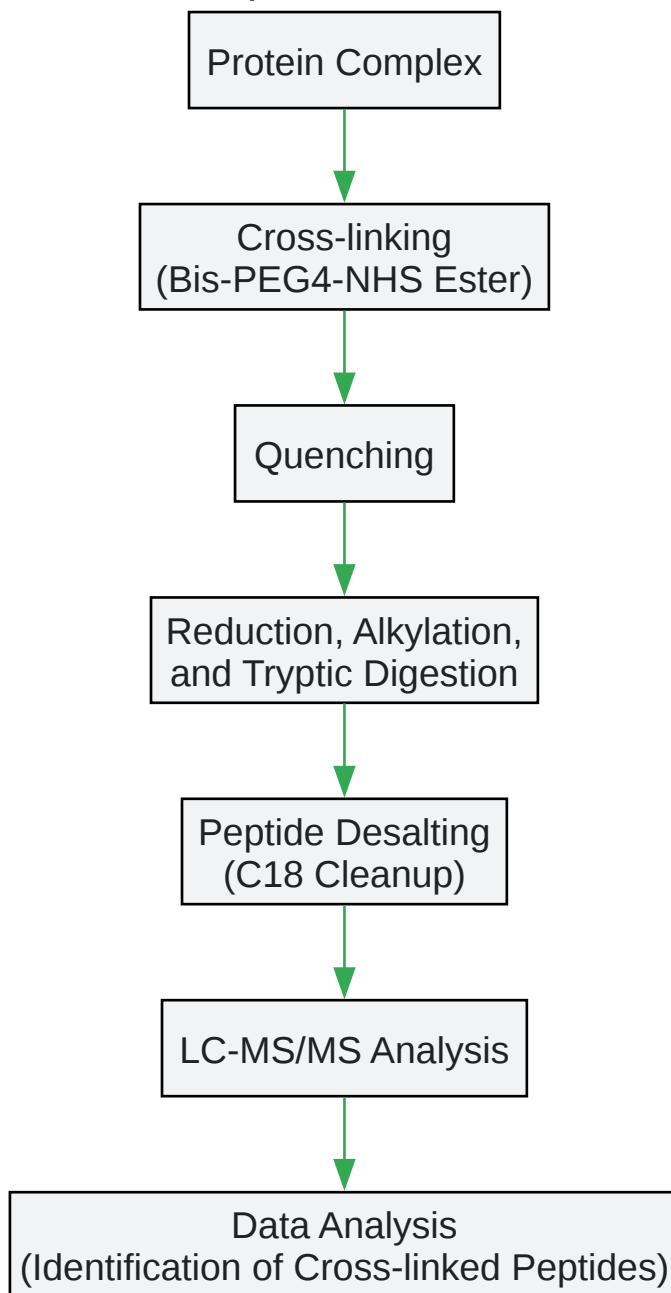 Protein Complex
Cross-linking
(Bis-PEG4-NHS Ester)
Quenching
Reduction, Alkylation,
and Tryptic Digestion
Peptide Desalting
(C18 Cleanup)
LC-MS/MS Analysis
Data Analysis
(Identification of Cross-linked Peptides)